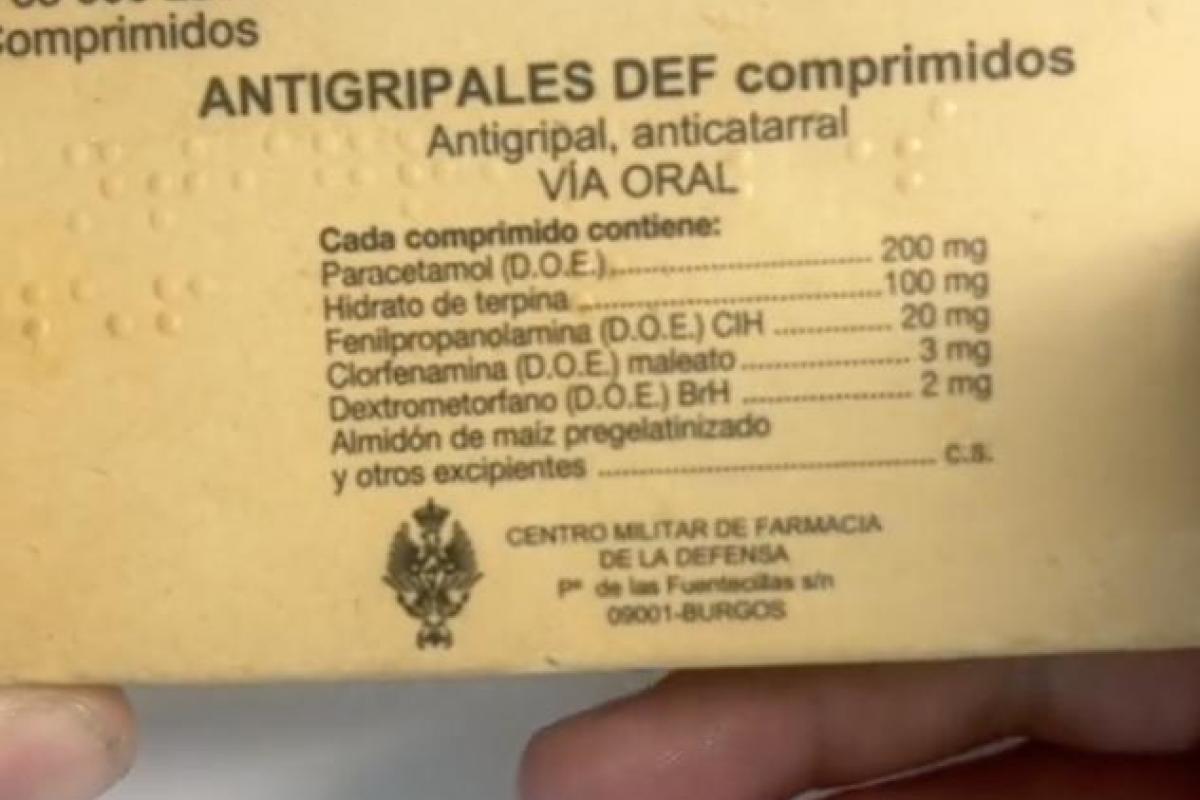 Comprimidos
ANTIGRIPALES DEF comprimidos
Antigripal, anticatarral
VÍA ORAL
Cada comprimido contiene:
Paracetamol (D.O.E.)........................ 200 mg
Hidrato de terpina ........................100 mg
Fenilpropanolamina (D.O.E.) ClH ............ 20 mg
Clorfenamina (D.O.E.) maleato................. 3 mg
Dextrometorfano (D.O.E.) BrH ................. 2 mg
Almidón de maiz pregelatinizado
y otros excipientes .................................. c.s.
CENTRO MILITAR DE FARMACIA
DE LA DEFENSA
Pº de las Fuentecillas s/n
09001-BURGOS